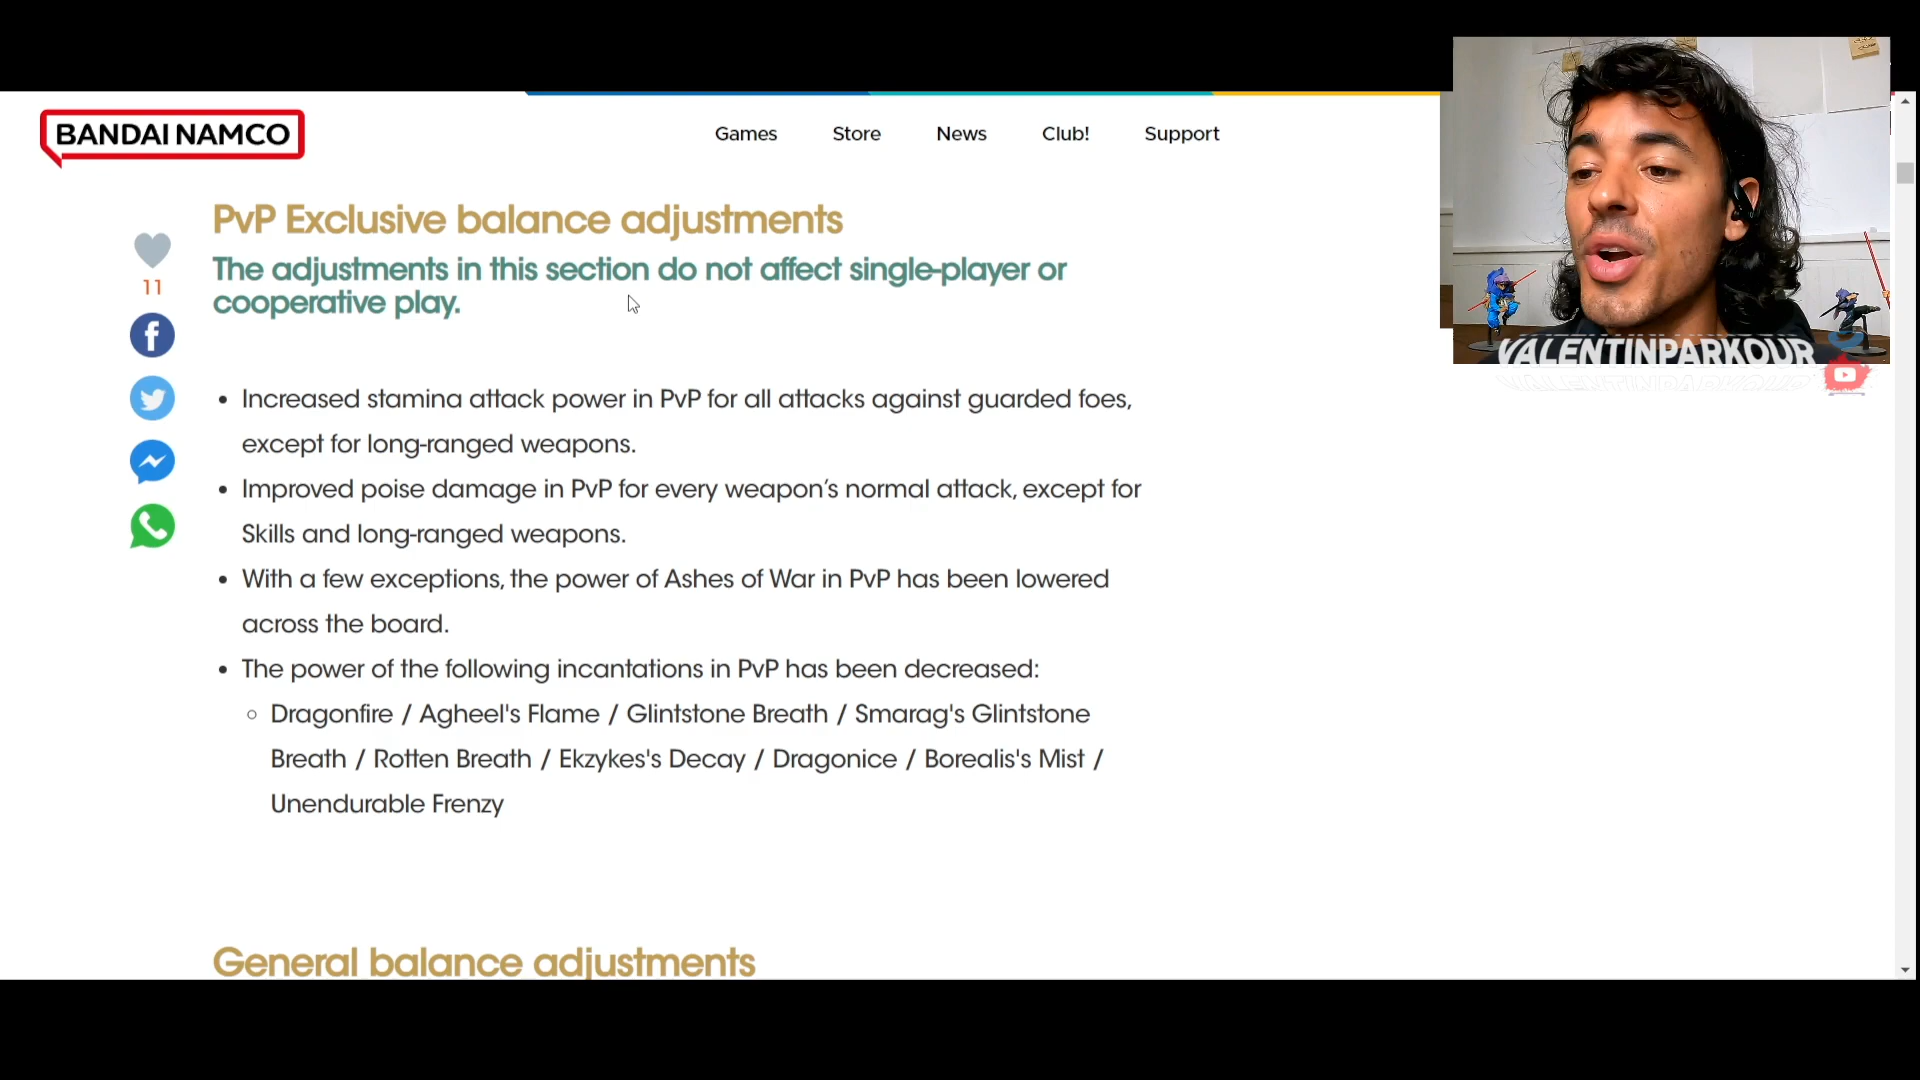 BANDAI NAMCO
Games
Store
News
Club!
Support
PvP Exclusive balance adjustments
The adjustments in this section do not affect single-player or
cooperative play.
11
• Increased stamina attack power in PvP for all attacks against guarded foes,
except for long-ranged weapons.
• Improved poise damage in PvP for every weapon’s normal attack, except for
Skills and long-ranged weapons.
• With a few exceptions, the power of Ashes of War in PvP has been lowered
across the board.
• The power of the following incantations in PvP has been decreased:
○ Dragonfire / Agheel's Flame / Glintstone Breath / Smarag's Glintstone
Breath / Rotten Breath / Ekzykes's Decay / Dragonice / Borealis's Mist /
Unendurable Frenzy
General balance adjustments
VALENTINPARKOUR